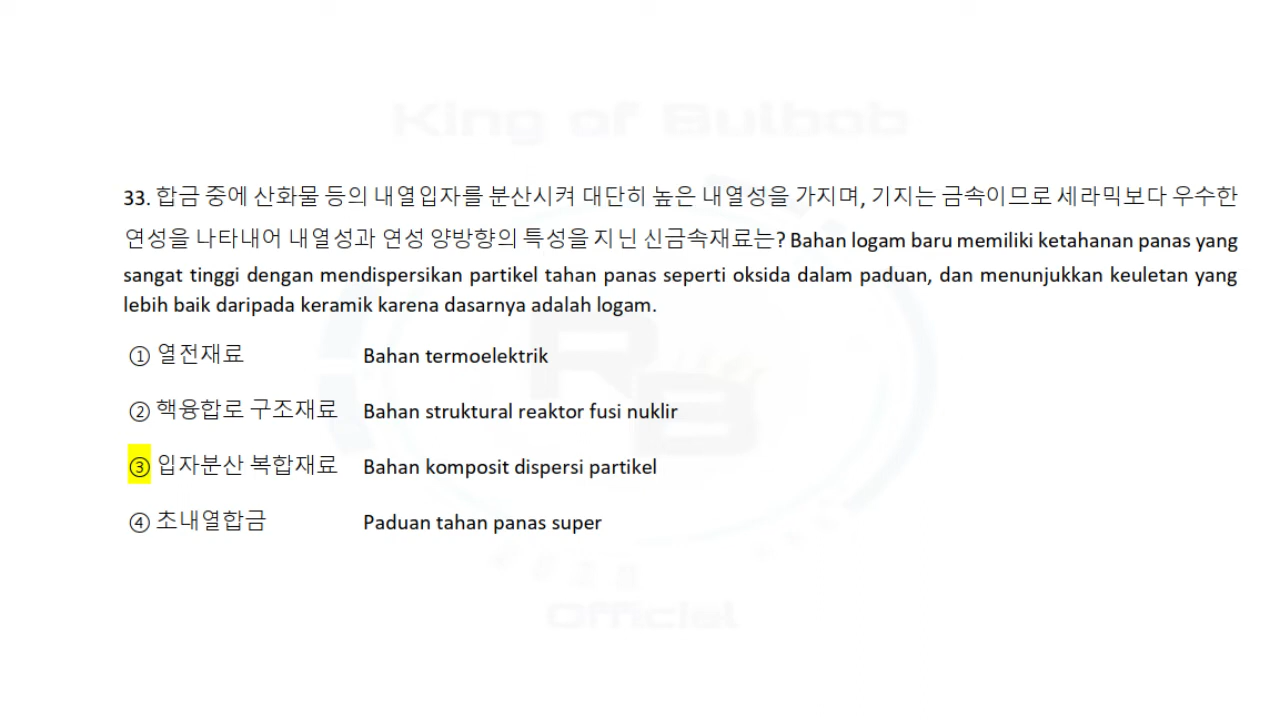 King of Bulbob
33. 합금 중에 산화물 등의 내열입자를 분산시켜 대단히 높은 내열성을 가지며, 기지는 금속이므로 세라믹보다 우수한
연성을 나타내어 내열성과 연성 양방향의 특성을 지닌 신금속재료는? Bahan logam baru memiliki ketahanan panas yang
sangat tinggi dengan mendispersikan partikel tahan panas seperti oksida dalam paduan, dan menunjukkan keuletan yang
lebih baik daripada keramik karena dasarnya adalah logam.
① 열전재료 Bahan termoelektrik
② 핵융합로 구조재료 Bahan struktural reaktor fusi nuklir
③ 입자분산 복합재료 Bahan komposit dispersi partikel
④ 초내열합금 Paduan tahan panas super
RB
Official